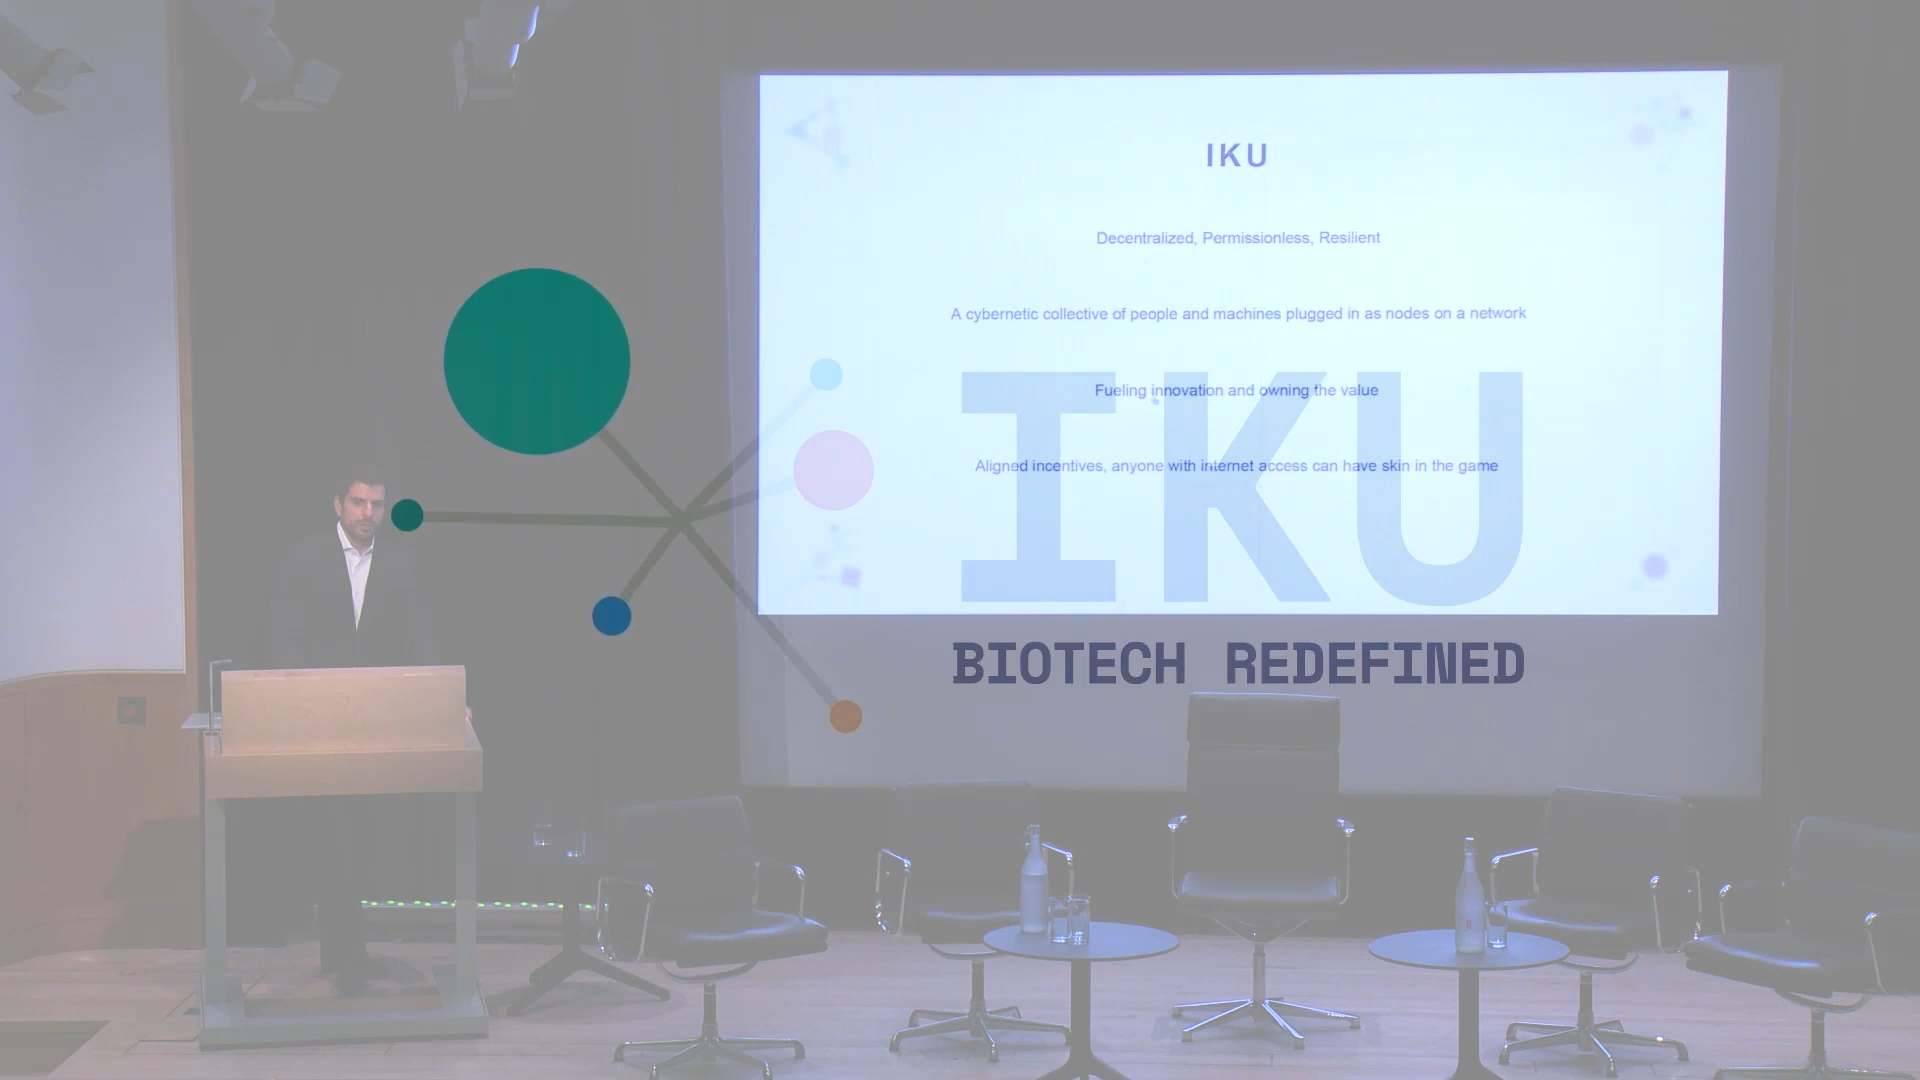 IKU
Decentralized, Permissionless, Resilient
A cybernetic collective of people and machines plugged in as nodes on a network
Fueling innovation and owning the value
Aligned incentives, anyone with internet access can have skin in the game
IKU
BIOTECH REDEFINED